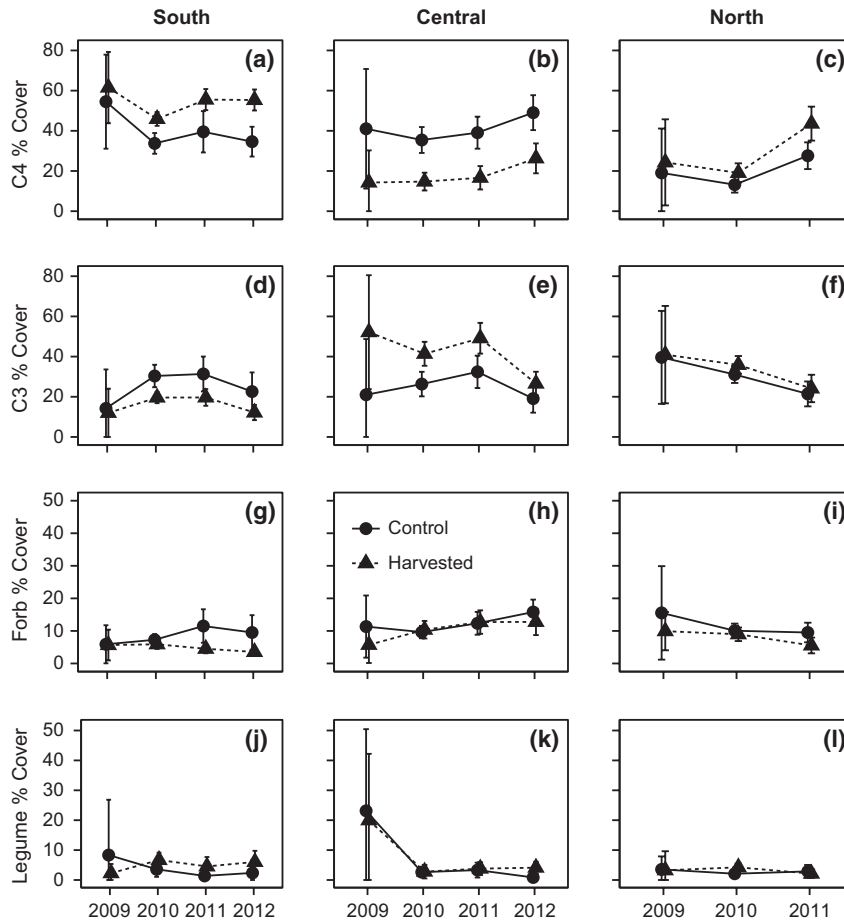 South Central North
C4 % Cover
80
60
40
20
0
(a) (b) (c)
C3 % Cover
80
60
40
20
0
(d) (e) (f)
Forb % Cover
50
40
30
20
10
0
(g) (h) (i)
Control
Harvested
Legume % Cover
50
40
30
20
10
0
(j) (k) (l)
2009 2010 2011 2012 2009 2010 2011 2012 2009 2010 2011